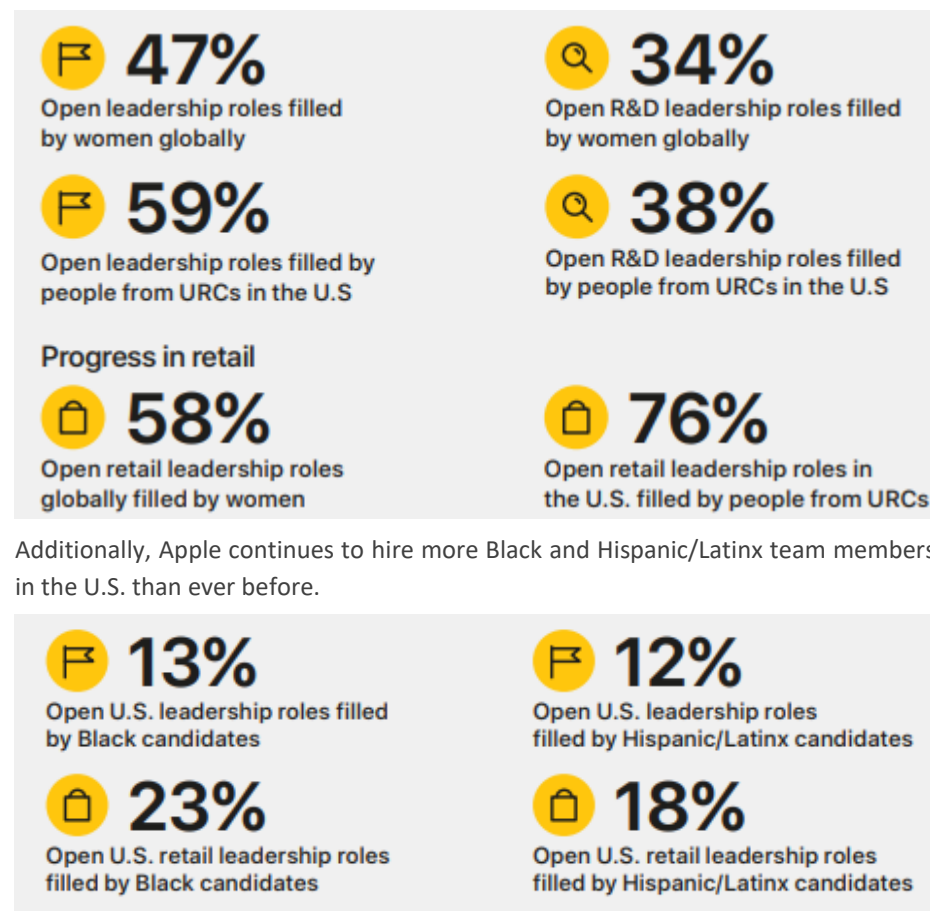 47%
Open leadership roles filled
by women globally
34%
Open R&D leadership roles filled
by women globally
59%
Open leadership roles filled by
people from URCs in the U.S
38%
Open R&D leadership roles filled
by people from URCs in the U.S
Progress in retail
58%
Open retail leadership roles
globally filled by women
76%
Open retail leadership roles in
the U.S. filled by people from URCs
Additionally, Apple continues to hire more Black and Hispanic/Latinx team members
in the U.S. than ever before.
13%
Open U.S. leadership roles filled
by Black candidates
12%
Open U.S. leadership roles
filled by Hispanic/Latinx candidates
23%
Open U.S. retail leadership roles
filled by Black candidates
18%
Open U.S. retail leadership roles
filled by Hispanic/Latinx candidates